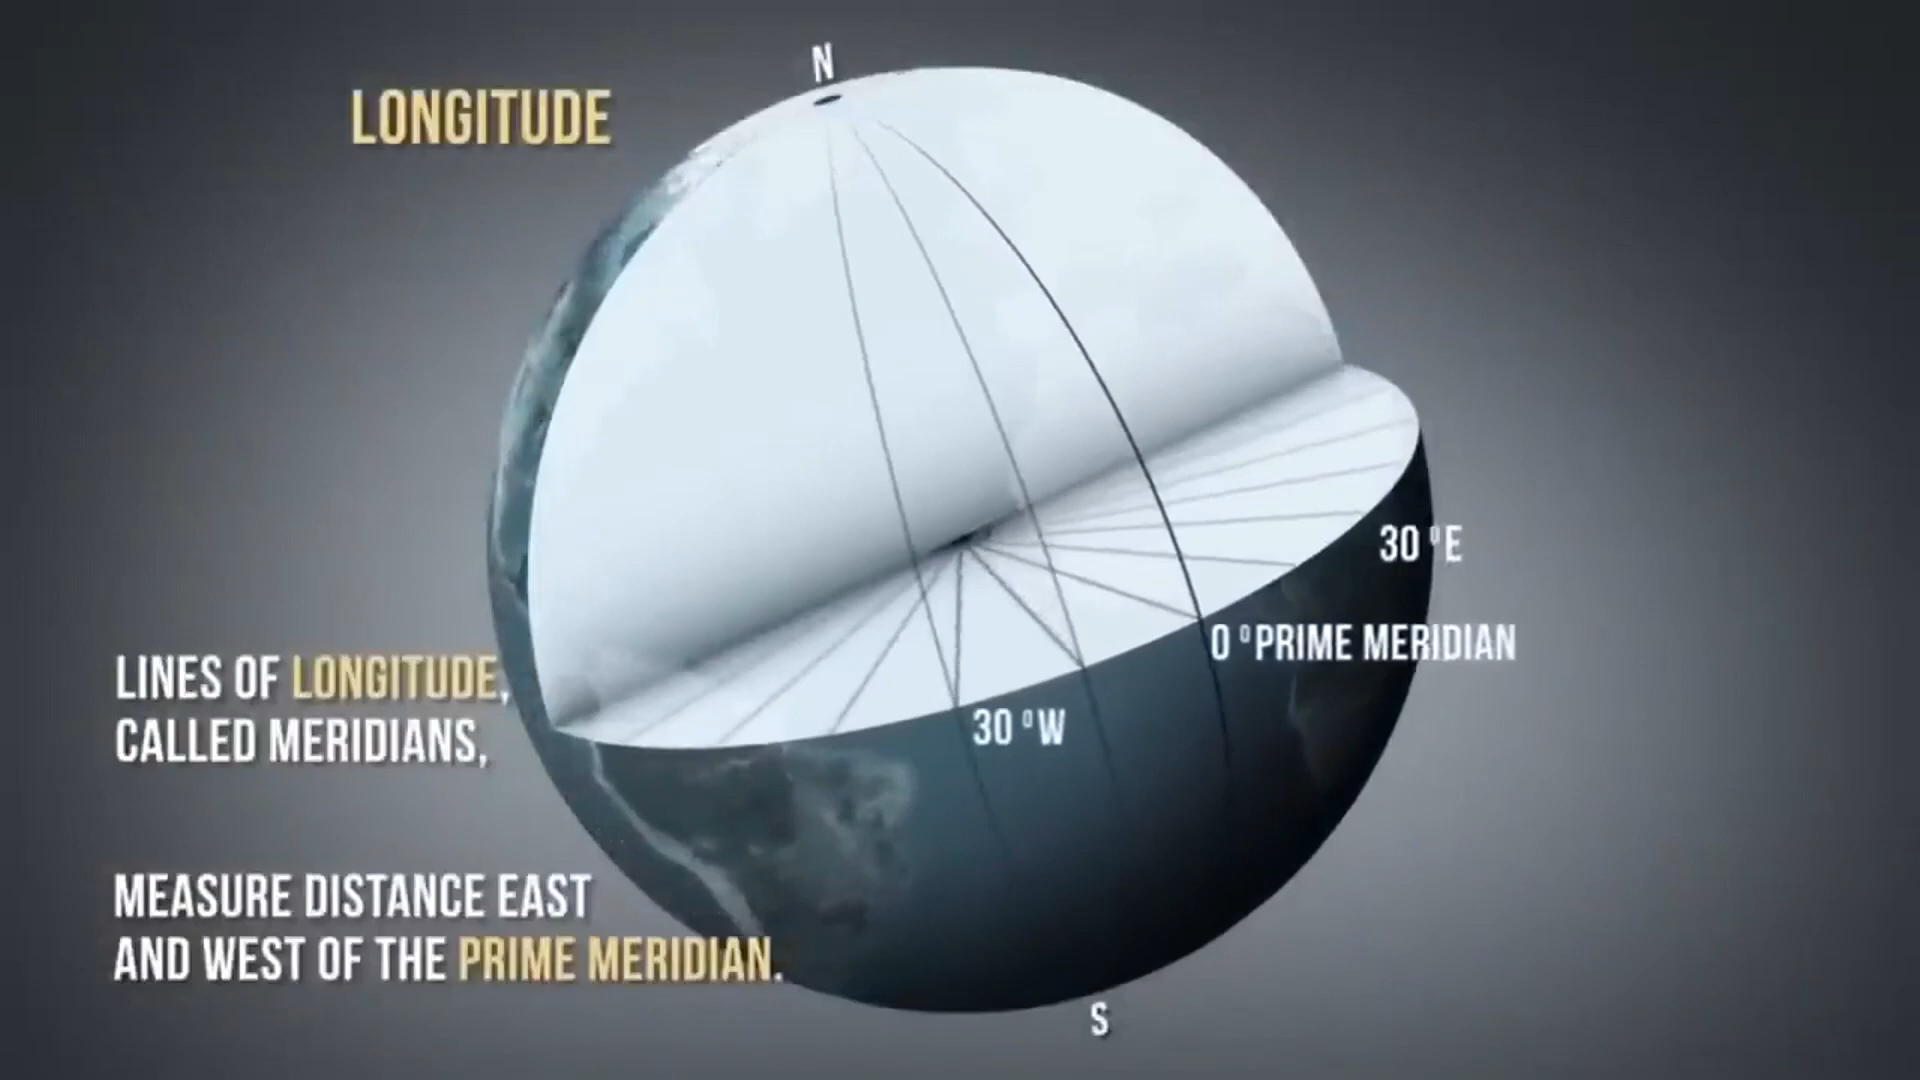 N
LONGITUDE
30 °E
0 °PRIME MERIDIAN
LINES OF LONGITUDE,
CALLED MERIDIANS,
30 °W
MEASURE DISTANCE EAST
AND WEST OF THE PRIME MERIDIAN.
S